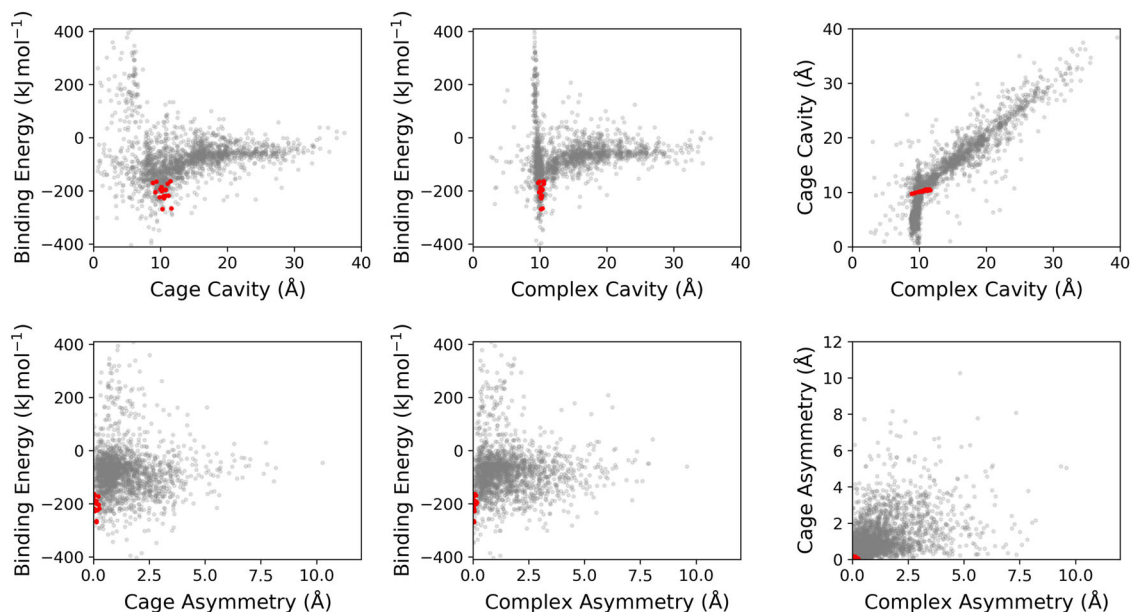 Binding Energy (kJ mol⁻¹)
400
200
0
−200
−400
0 10 20 30 40
Cage Cavity (Å)
Binding Energy (kJ mol⁻¹)
400
200
0
−200
−400
0 10 20 30 40
Complex Cavity (Å)
Cage Cavity (Å)
40
30
20
10
0
0 10 20 30 40
Complex Cavity (Å)
Binding Energy (kJ mol⁻¹)
400
200
0
−200
−400
0.0 2.5 5.0 7.5 10.0
Cage Asymmetry (Å)
Binding Energy (kJ mol⁻¹)
400
200
0
−200
−400
0.0 2.5 5.0 7.5 10.0
Complex Asymmetry (Å)
Cage Asymmetry (Å)
12
10
8
6
4
2
0
0.0 2.5 5.0 7.5 10.0
Complex Asymmetry (Å)